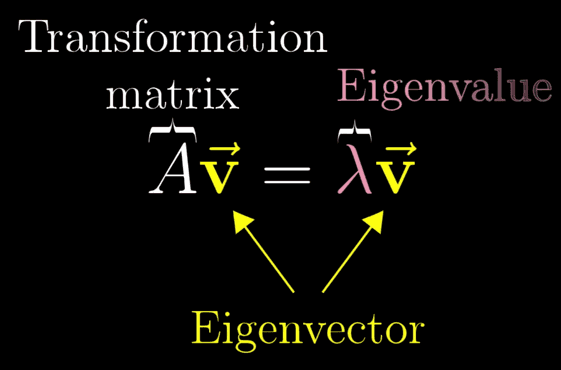 Transformation
matrix
Eigenvalue
A𝐯⃗ = λ𝐯⃗
Eigenvector